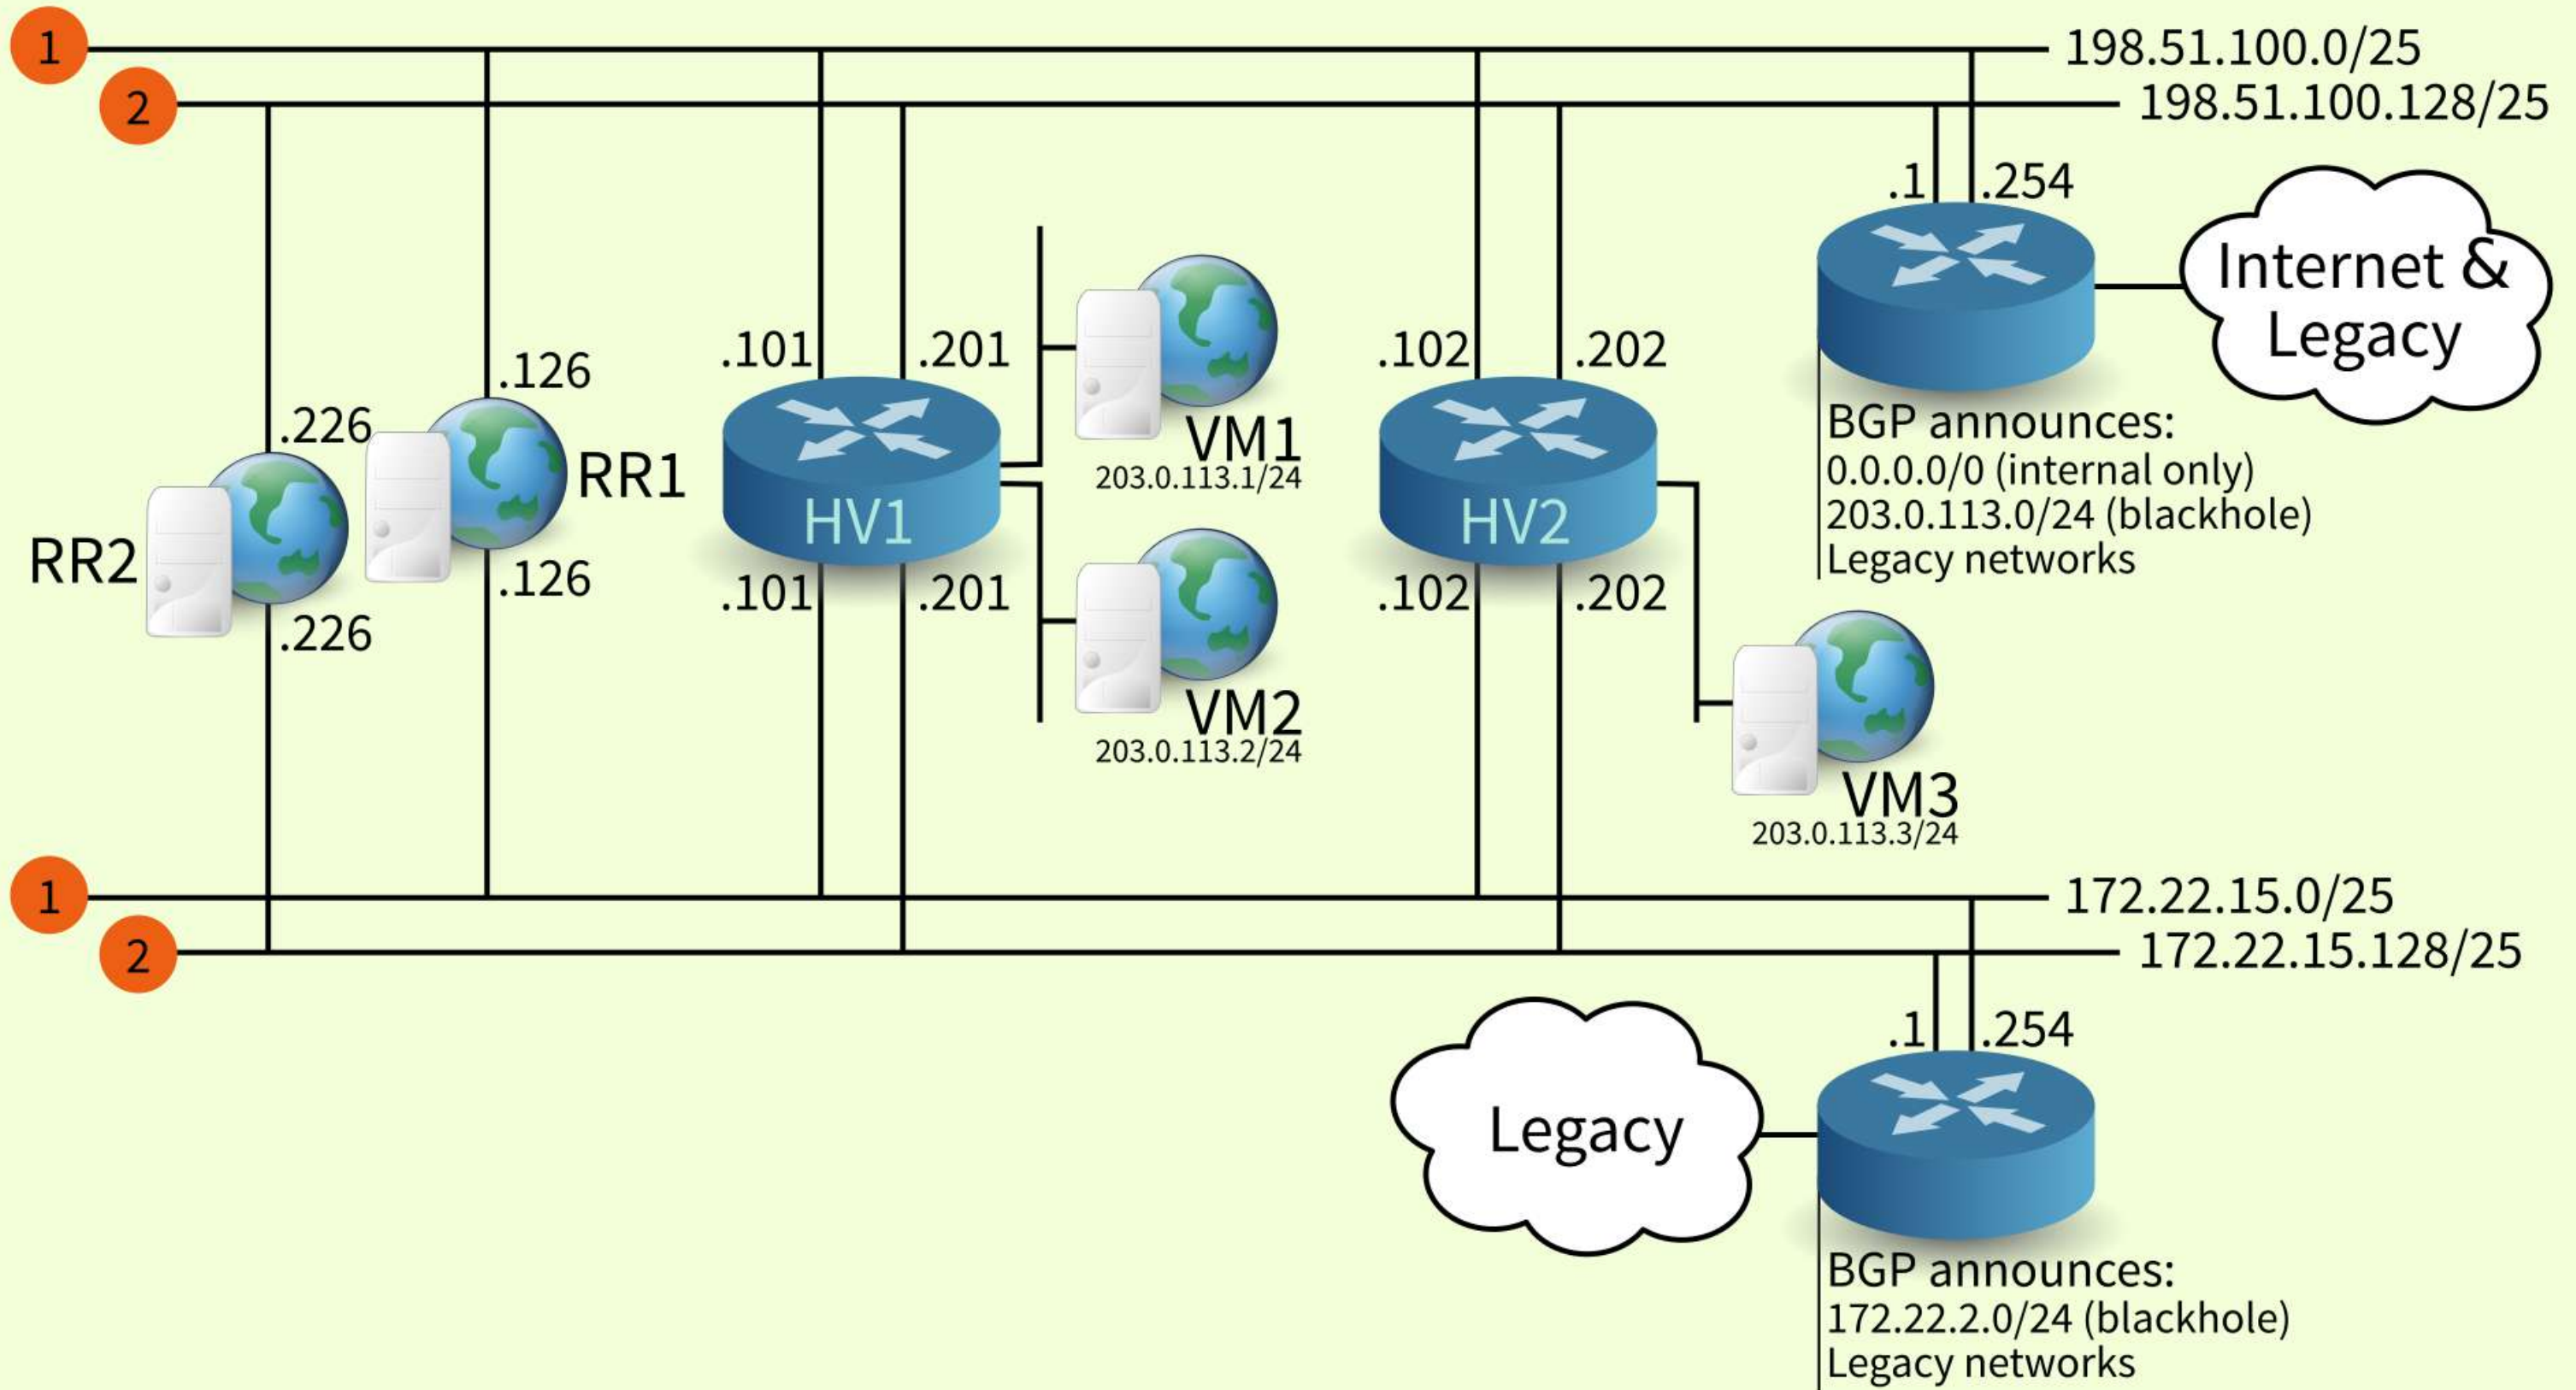 1
198.51.100.0/25
2
198.51.100.128/25
.1
.254
Internet &
Legacy
.101
.201
.102
.202
.126
.226
VM1
203.0.113.1/24
RR1
RR2
HV1
HV2
BGP announces:
0.0.0.0/0 (internal only)
203.0.113.0/24 (blackhole)
Legacy networks
.126
.226
.101
.201
.102
.202
VM2
203.0.113.2/24
VM3
203.0.113.3/24
1
172.22.15.0/25
2
172.22.15.128/25
.1
.254
Legacy
BGP announces:
172.22.2.0/24 (blackhole)
Legacy networks